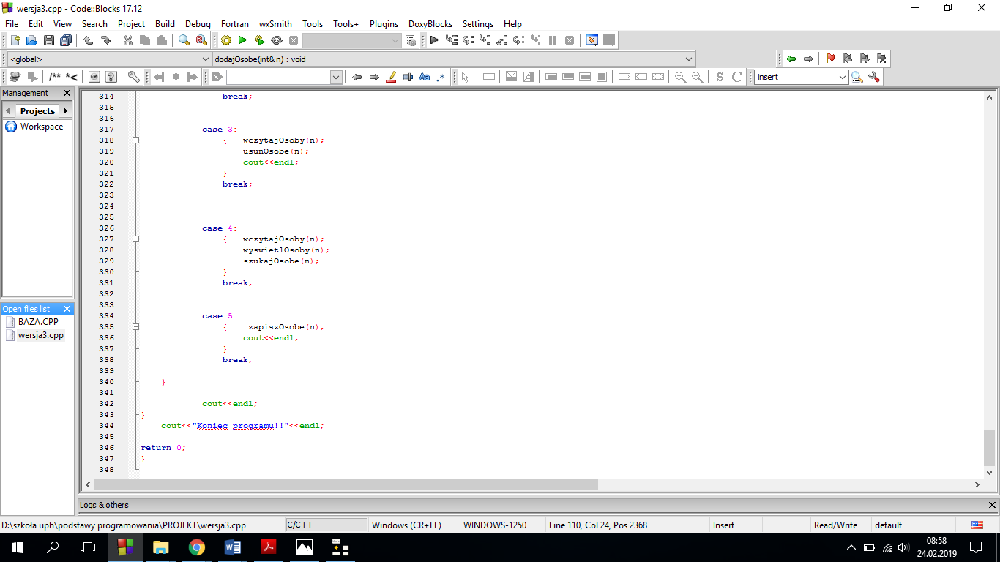 wersja3.cpp - Code::Blocks 17.12
File Edit View Search Project Build Debug Fortran wxSmith Tools Tools+ Plugins DoxyBlocks Settings Help
<global> dodajOsobe(int& n) : void
/** *< Aa .* S C insert
Management
Projects
Workspace
Open files list
BAZA.CPP
wersja3.cpp
314 break;
315
316
317 case 3:
318 { wczytajOsoby(n);
319 usunOsobe(n);
320 cout<<endl;
321 }
322 break;
323
324
325
326 case 4:
327 { wczytajOsoby(n);
328 wyswietlOsoby(n);
329 szukajOsobe(n);
330 }
331 break;
332
333
334 case 5:
335 { zapiszOsobe(n);
336 cout<<endl;
337 }
338 break;
339
340 }
341
342 cout<<endl;
343 }
344 cout<<"Koniec programu!!"<<endl;
345
346 return 0;
347 }
348
Logs & others
D:\szkoła uph\podstawy programowania\PROJEKT\wersja3.cpp C/C++ Windows (CR+LF) WINDOWS-1250 Line 110, Col 24, Pos 2368 Insert Read/Write default
08:58
24.02.2019